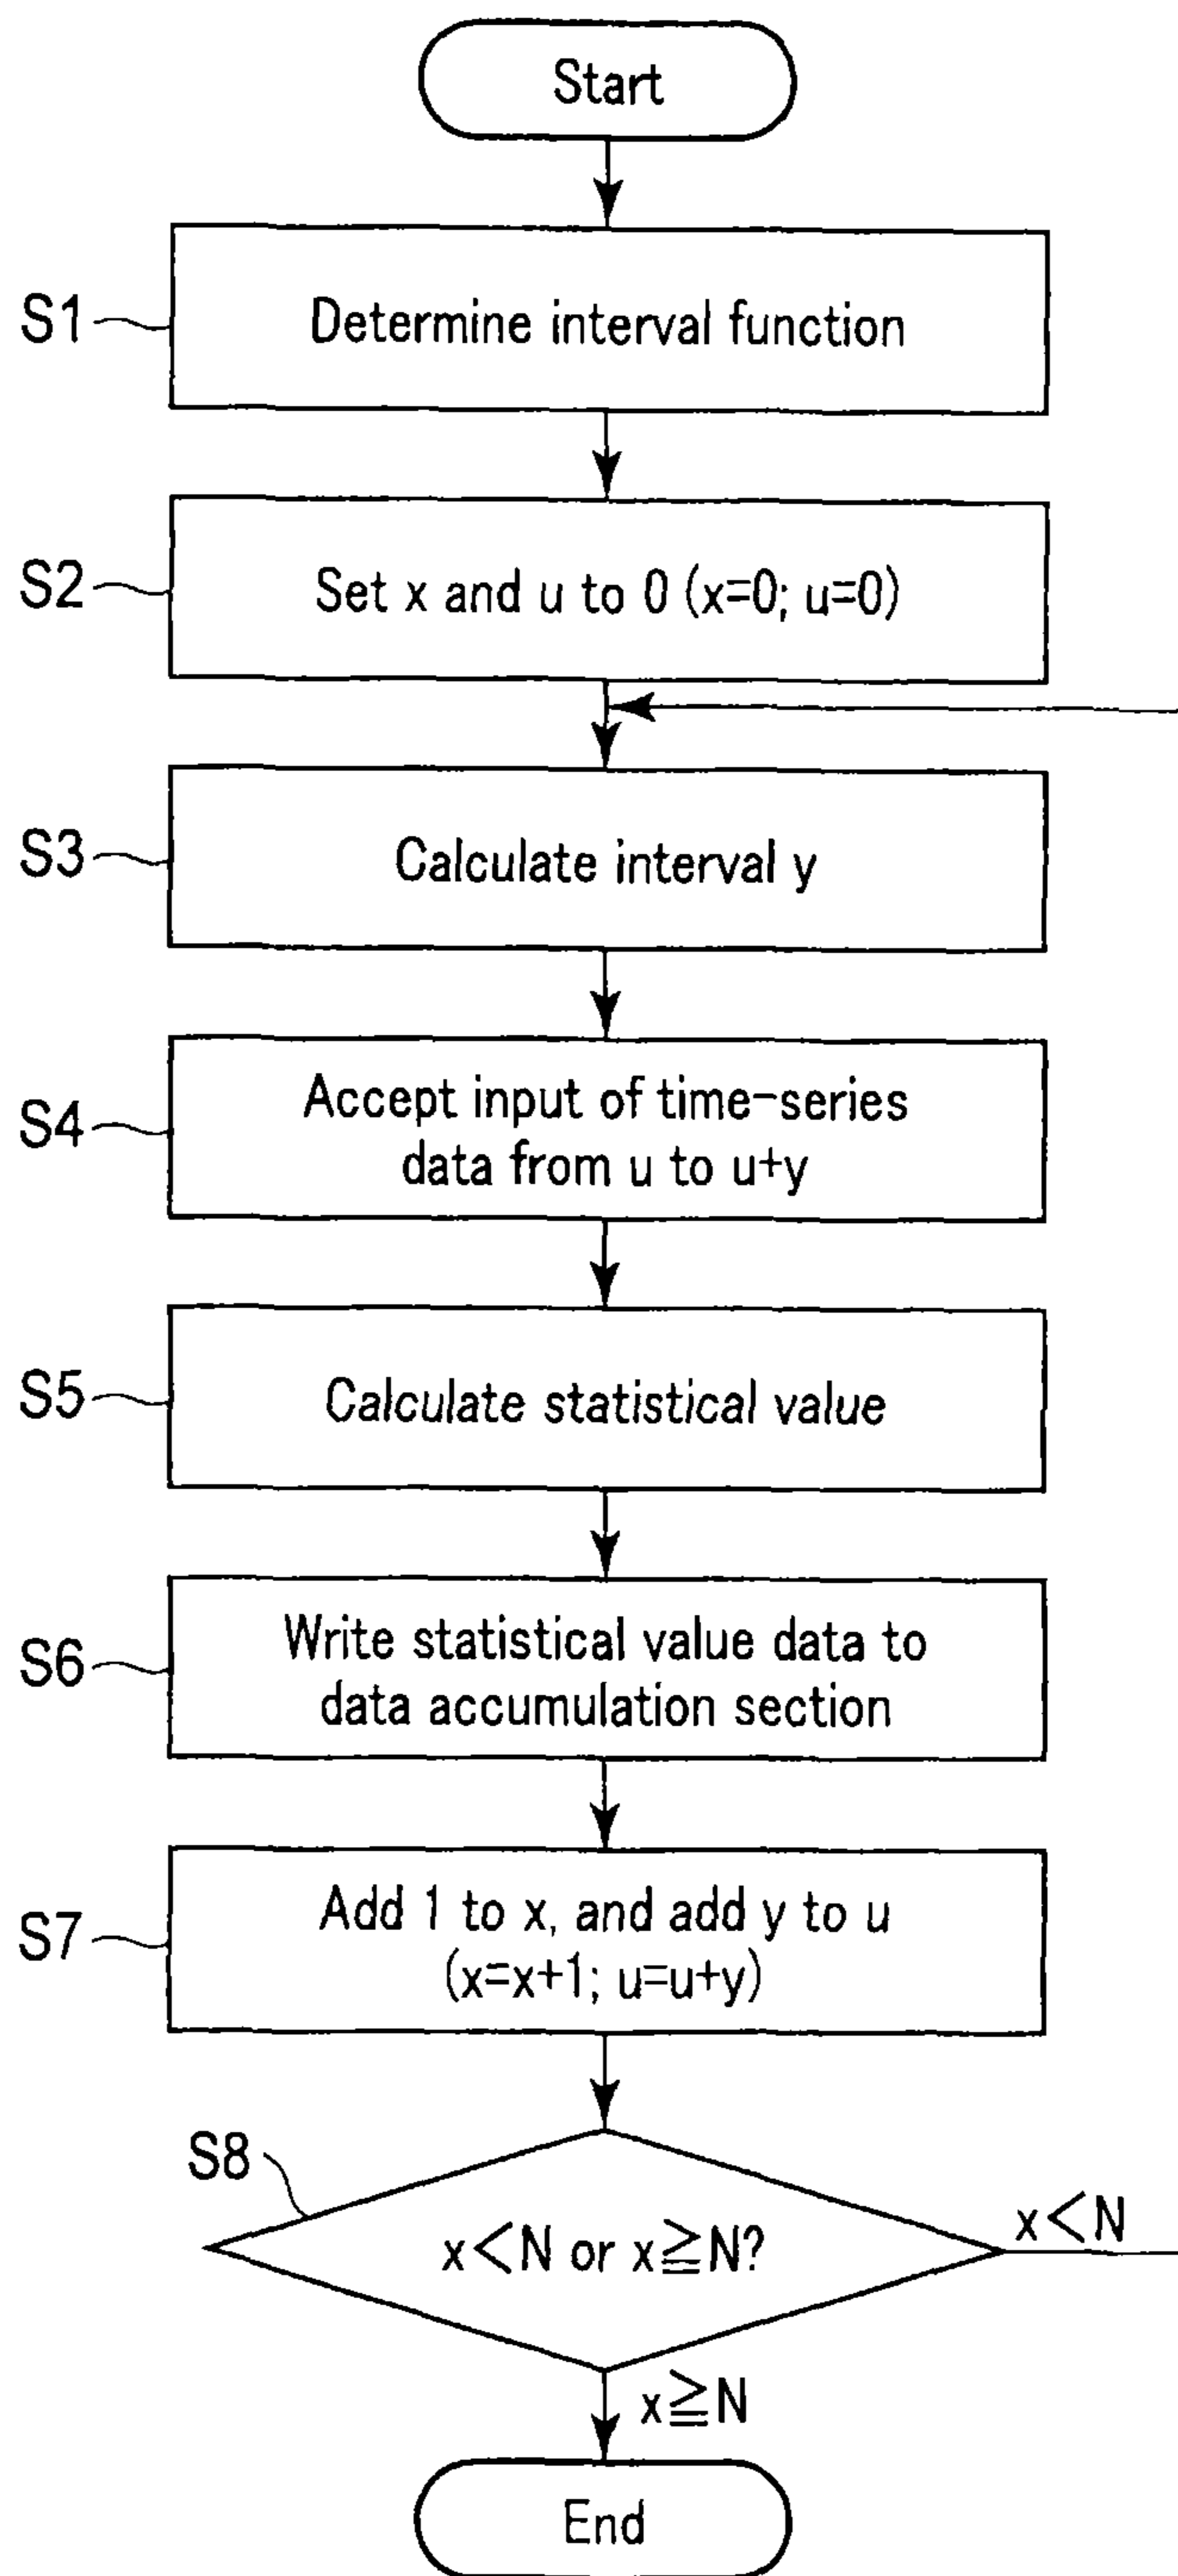 Start
S1
Determine interval function
S2
Set x and u to 0 (x=0; u=0)
S3
Calculate interval y
S4
Accept input of time-series
data from u to u+y
S5
Calculate statistical value
S6
Write statistical value data to
data accumulation section
S7
Add 1 to x, and add y to u
(x=x+1; u=u+y)
S8
x<N or x≧N?
x<N
x≧N
End